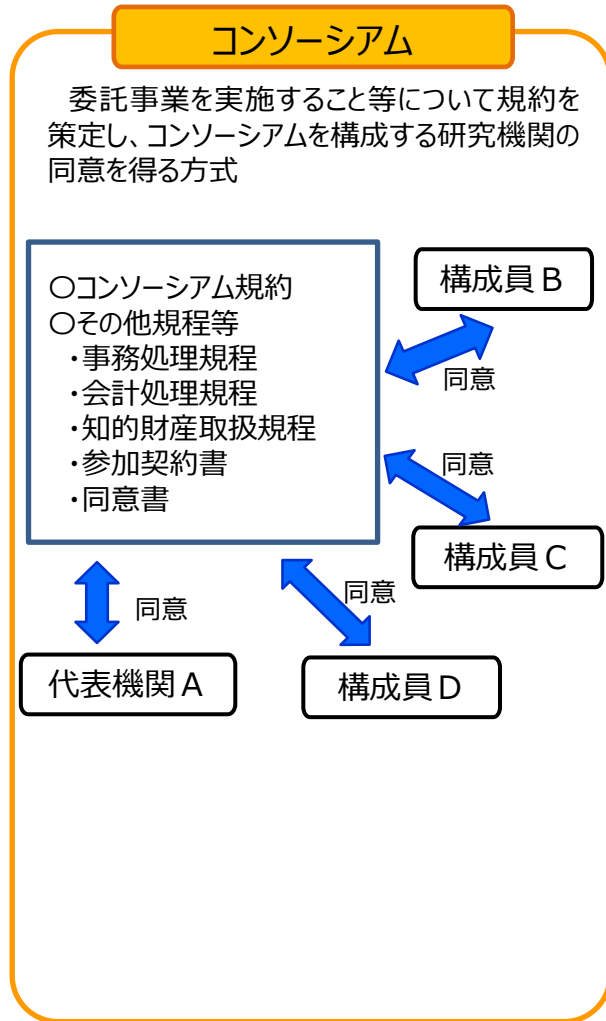 コンソーシアム
委託事業を実施すること等について規約を
策定し、コンソーシアムを構成する研究機関の
同意を得る方式
〇コンソーシアム規約
〇その他規程等
・事務処理規程
・会計処理規程
・知的財産取扱規程
・参加契約書
・同意書
構成員B
同意
同意
構成員C
同意
代表機関A
同意
構成員D